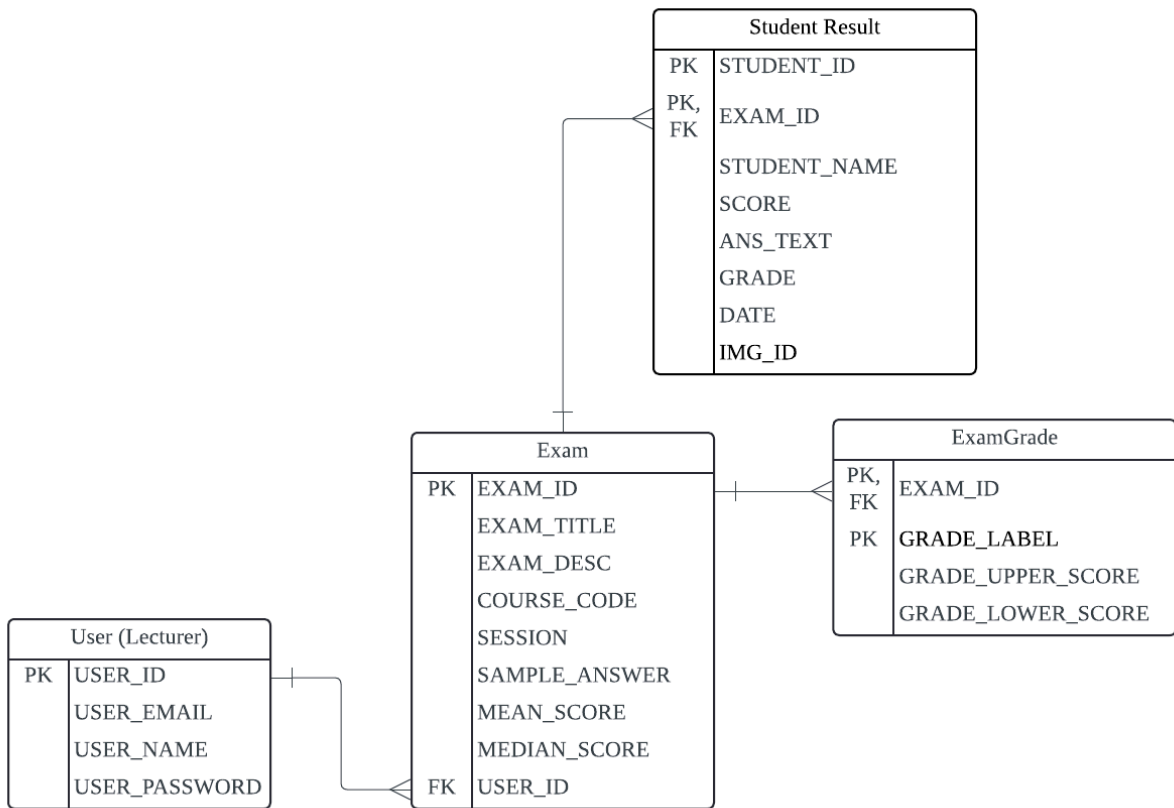 Student Result
PK STUDENT_ID
PK,
FK EXAM_ID
STUDENT_NAME
SCORE
ANS_TEXT
GRADE
DATE
IMG_ID
Exam
PK EXAM_ID
EXAM_TITLE
EXAM_DESC
COURSE_CODE
SESSION
SAMPLE_ANSWER
MEAN_SCORE
MEDIAN_SCORE
FK USER_ID
ExamGrade
PK,
FK EXAM_ID
PK GRADE_LABEL
GRADE_UPPER_SCORE
GRADE_LOWER_SCORE
User (Lecturer)
PK USER_ID
USER_EMAIL
USER_NAME
USER_PASSWORD